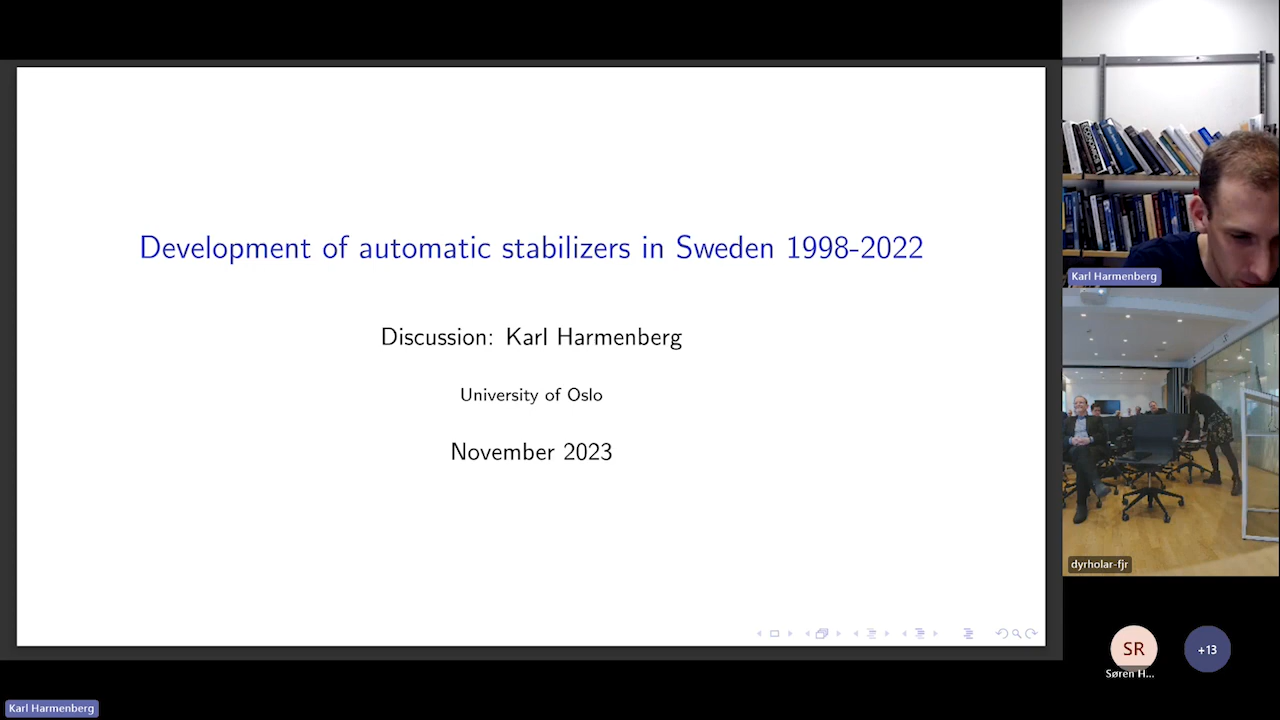 Development of automatic stabilizers in Sweden 1998-2022
Discussion: Karl Harmenberg
University of Oslo
November 2023
Karl Harmenberg
dyrholar-fjr
SR
Søren H...
+13
Karl Harmenberg